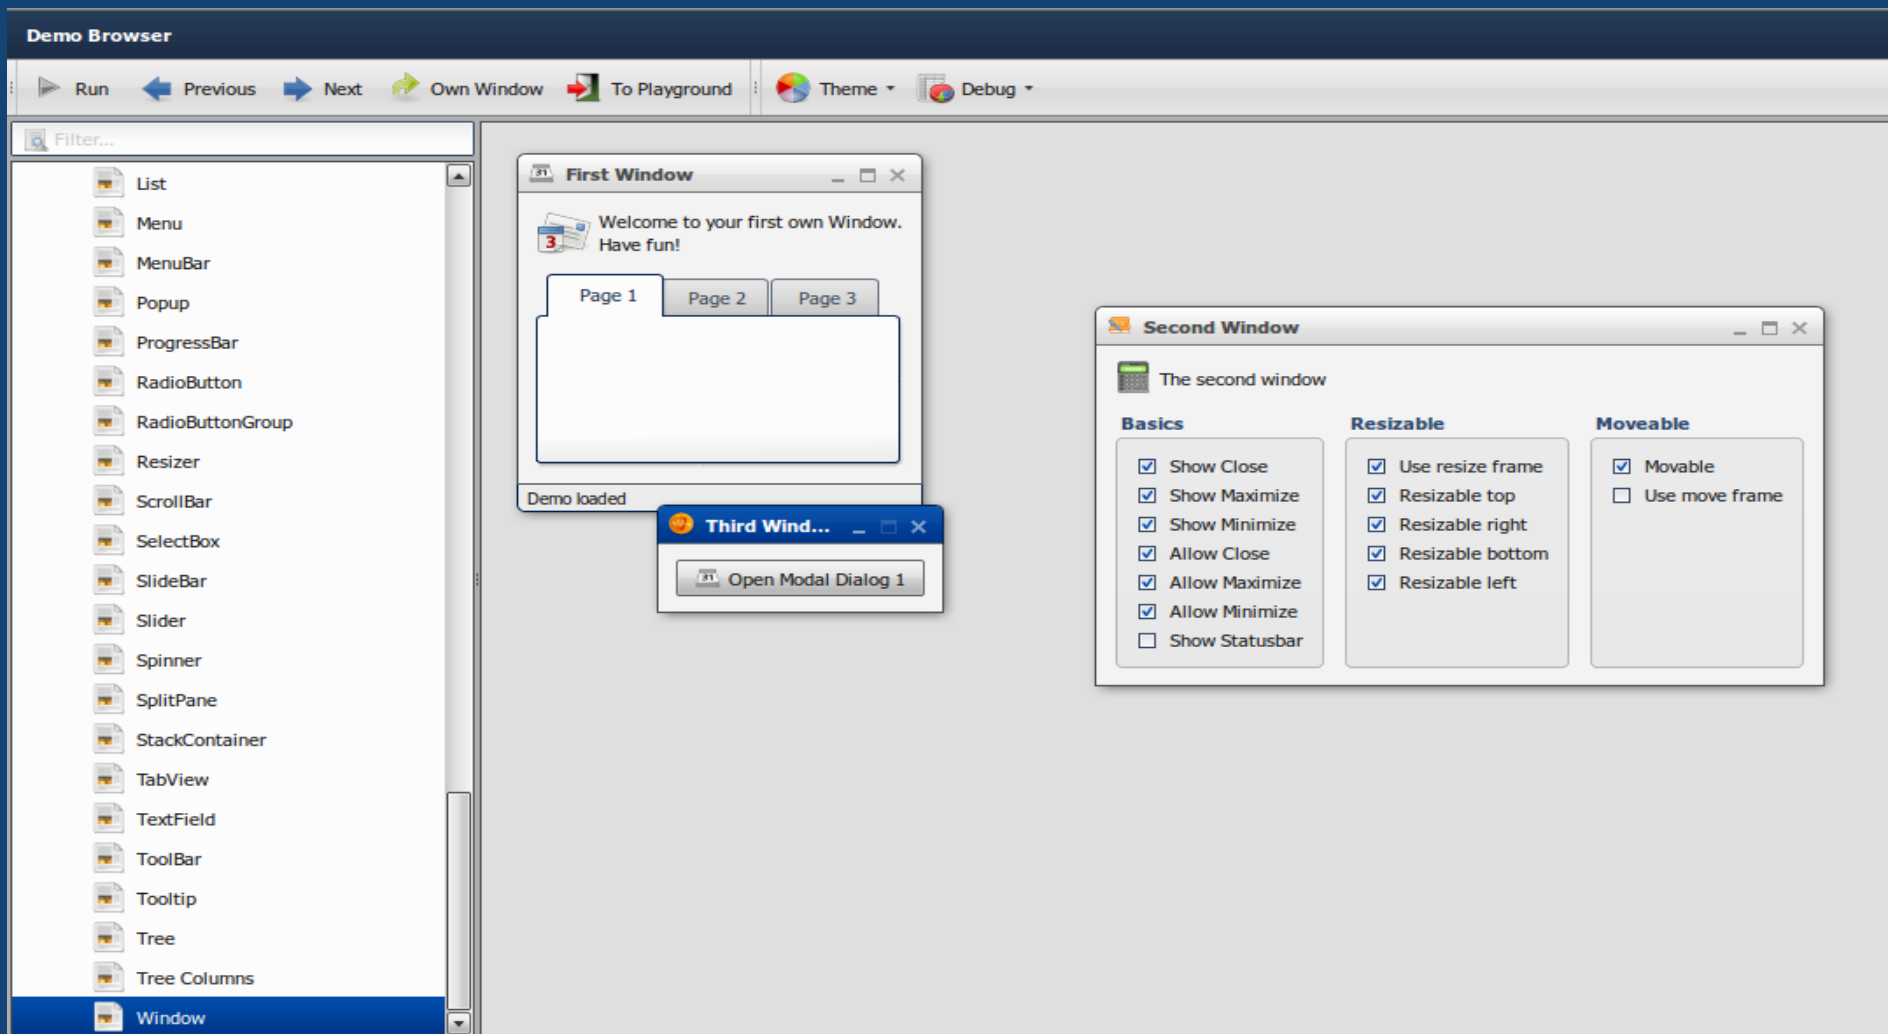 Demo Browser
Run Previous Next Own Window To Playground Theme Debug
Filter...
List
Menu
MenuBar
Popup
ProgressBar
RadioButton
RadioButtonGroup
Resizer
ScrollBar
SelectBox
SlideBar
Slider
Spinner
SplitPane
StackContainer
TabView
TextField
ToolBar
Tooltip
Tree
Tree Columns
Window
31 First Window
3
Welcome to your first own Window.
Have fun!
Page 1 Page 2 Page 3
Demo loaded
Third Wind...
31 Open Modal Dialog 1
Second Window
The second window
Basics
Show Close
Show Maximize
Show Minimize
Allow Close
Allow Maximize
Allow Minimize
Show Statusbar
Resizable
Use resize frame
Resizable top
Resizable right
Resizable bottom
Resizable left
Moveable
Movable
Use move frame